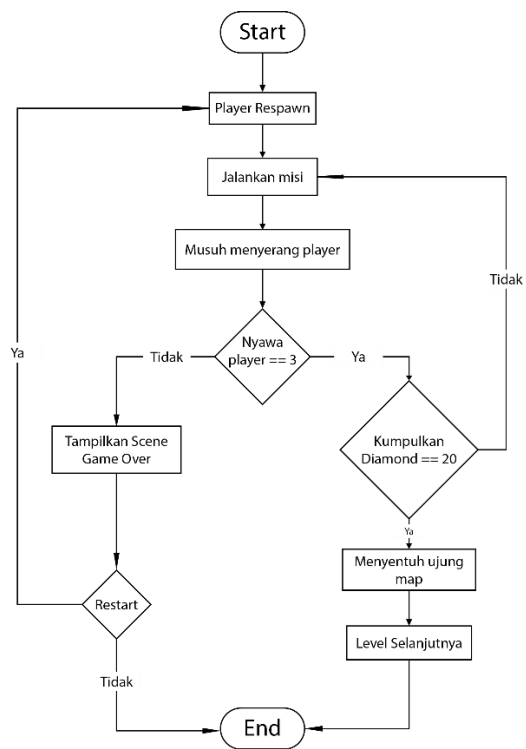 Start
Player Respawn
Jalankan misi
Musuh menyerang player
Tidak
Nyawa
player == 3
Ya
Tidak
Ya
Tampilkan Scene
Game Over
Kumpulkan
Diamond == 20
Ya
Menyentuh ujung
map
Restart
Level Selanjutnya
Tidak
End